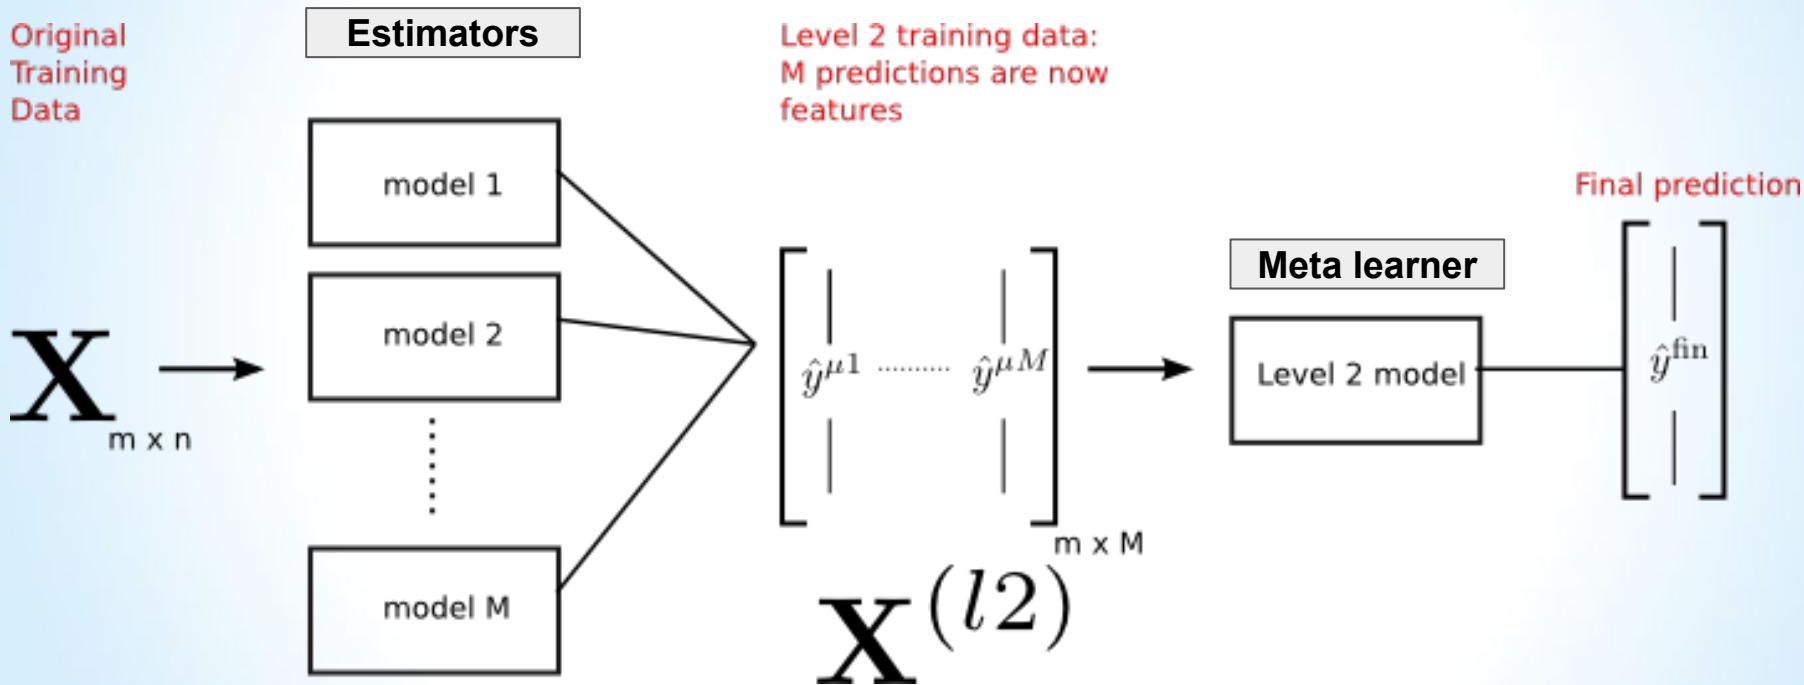 Original
Training
Data
Estimators
model 1
model 2
model M
X
m x n
Level 2 training data:
M predictions are now
features
ŷ^μ1 .......... ŷ^μM
m x M
X^(l2)
Meta learner
Level 2 model
Final prediction
ŷ^fin